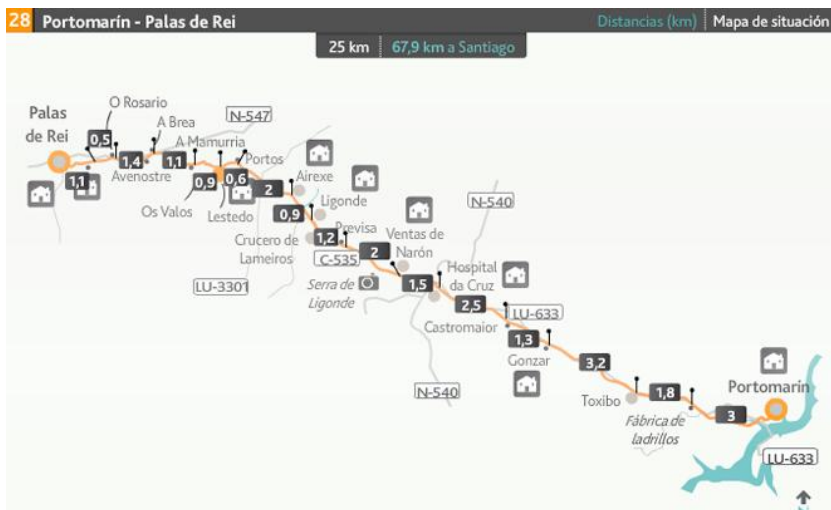 28 Portomarín - Palas de Rei
Distancias (km) Mapa de situación
25 km 67,9 km a Santiago
Palas
de Rei
O Rosario
A Brea
A Mamurria
N-547
Portos
Airexe
Ligonde
0,5
1,4
1,1
1,1
Avenostre
0,9
0,6
2
Os Valos
Lestedo
0,9
Crucero de
Lameiros
1,2
Previsa
C-535
2
Ventas de
Narón
N-540
LU-3301
Serra de
Ligonde
1,5
Hospital
da Cruz
2,5
Castromaior
LU-633
1,3
Gonzar
N-540
3,2
Toxibo
1,8
Fábrica de
ladrillos
3
Portomarín
LU-633